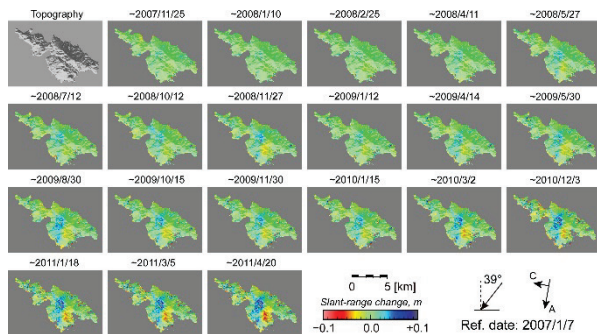 Topography ~2007/11/25 ~2008/1/10 ~2008/2/25 ~2008/4/11 ~2008/5/27
~2008/7/12 ~2008/10/12 ~2008/11/27 ~2009/1/12 ~2009/4/14 ~2009/5/30
~2009/8/30 ~2009/10/15 ~2009/11/30 ~2010/1/15 ~2010/3/2 ~2010/12/3
~2011/1/18 ~2011/3/5 ~2011/4/20
0 5 [km]
Slant-range change, m
−0.1 0.0 +0.1
39°
C
A
Ref. date: 2007/1/7